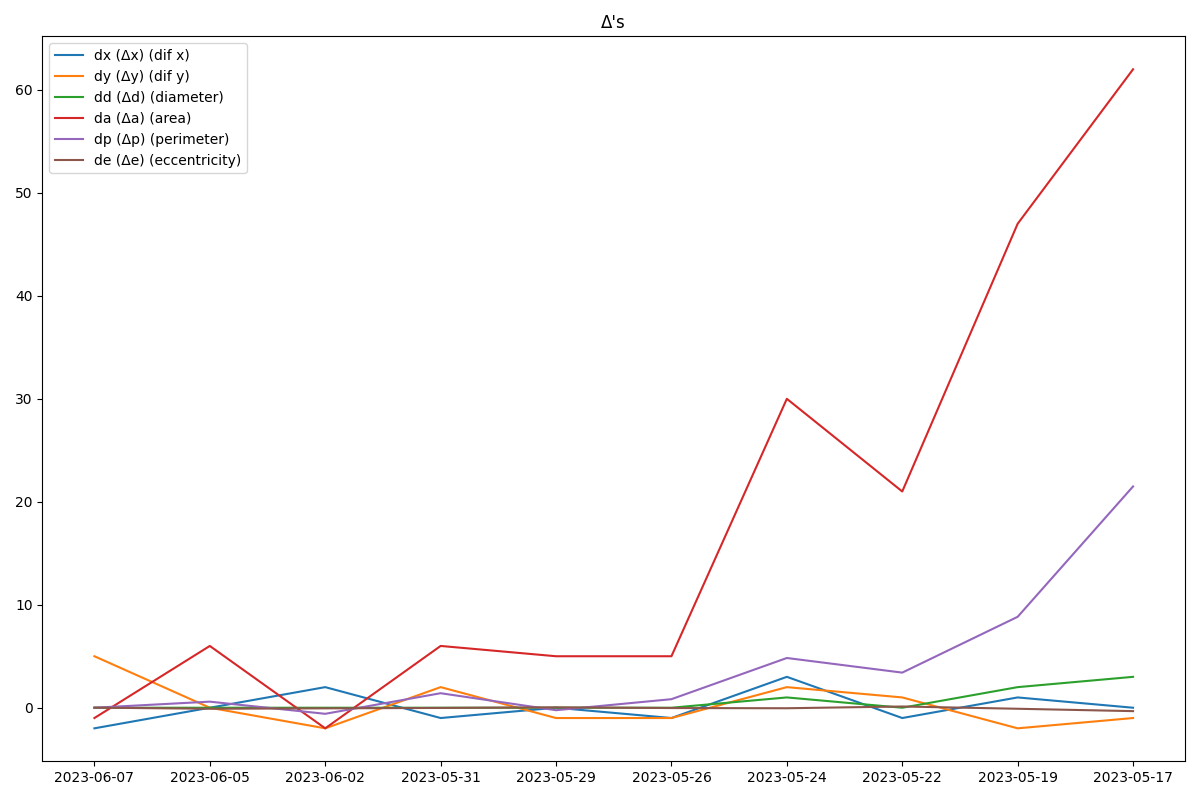 Δ's
dx (Δx) (dif x)
dy (Δy) (dif y)
dd (Δd) (diameter)
da (Δa) (area)
dp (Δp) (perimeter)
de (Δe) (eccentricity)
60
50
40
30
20
10
0
2023-06-07 2023-06-05 2023-06-02 2023-05-31 2023-05-29 2023-05-26 2023-05-24 2023-05-22 2023-05-19 2023-05-17